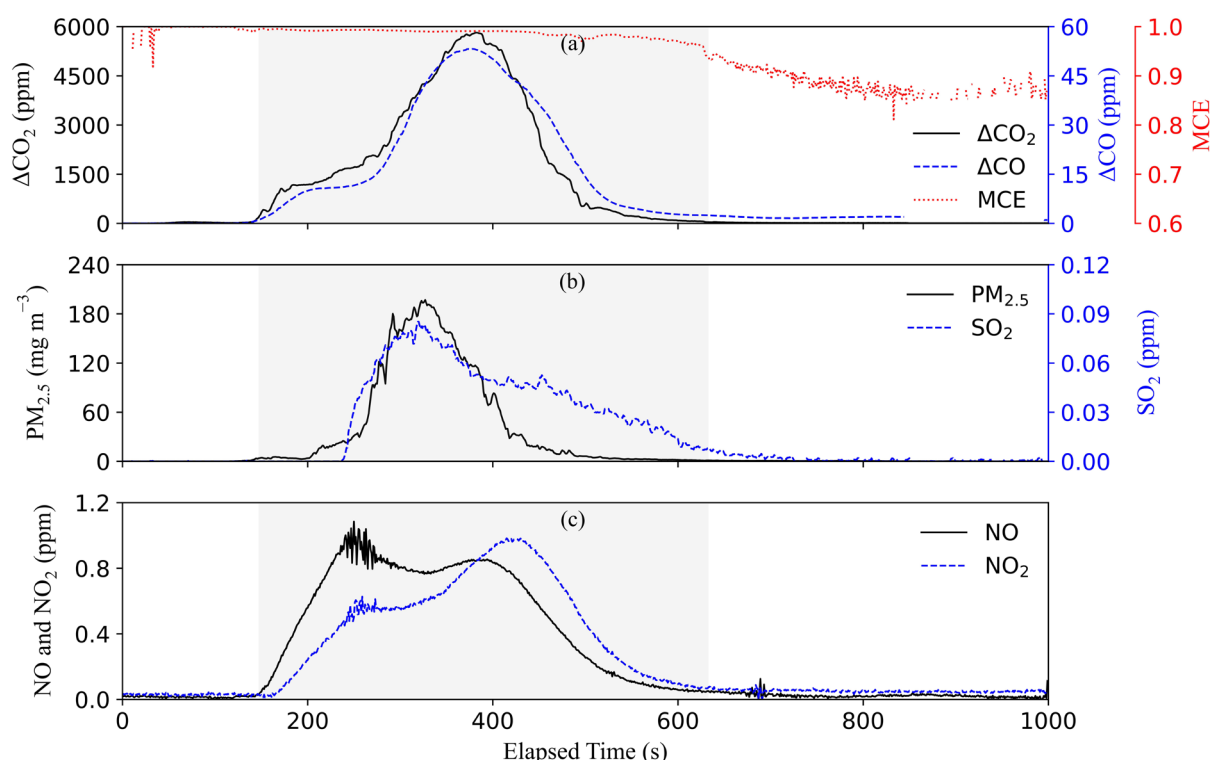 6000
4500
3000
1500
0
ΔCO₂ (ppm)
(a)
60
45
30
15
0
ΔCO (ppm)
1.0
0.9
0.8
0.7
0.6
MCE
ΔCO₂
ΔCO
MCE
240
180
120
60
0
PM₂.₅ (mg m⁻³)
(b)
0.12
0.09
0.06
0.03
0.00
SO₂ (ppm)
PM₂.₅
SO₂
1.2
0.8
0.4
0.0
NO and NO₂ (ppm)
(c)
NO
NO₂
0 200 400 600 800 1000
Elapsed Time (s)